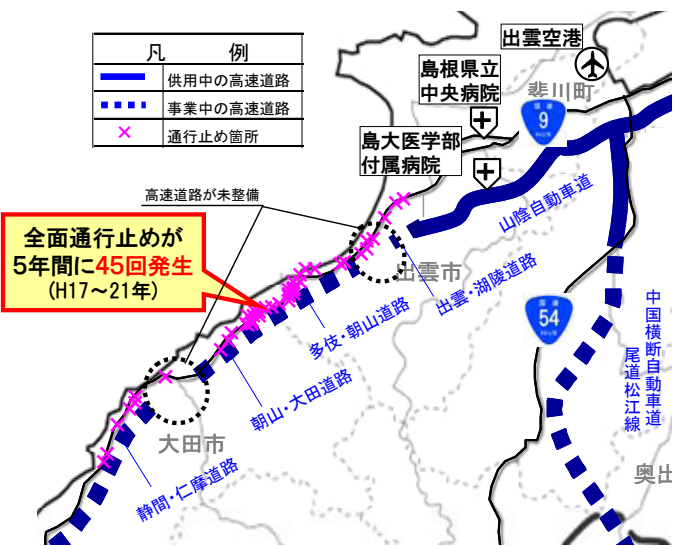 凡 例
供用中の高速道路
事業中の高速道路
通行止め箇所
出雲空港
島根県立
中央病院
斐川町
国道
9
島大医学部
付属病院
高速道路が未整備
山陰自動車道
全面通行止めが
5年間に45回発生
(H17～21年)
出雲市
出雲・湖陵道路
国道
54
多伎・朝山道路
中国横断自動車道
尾道松江線
朝山・大田道路
大田市
奥出
静間・仁摩道路